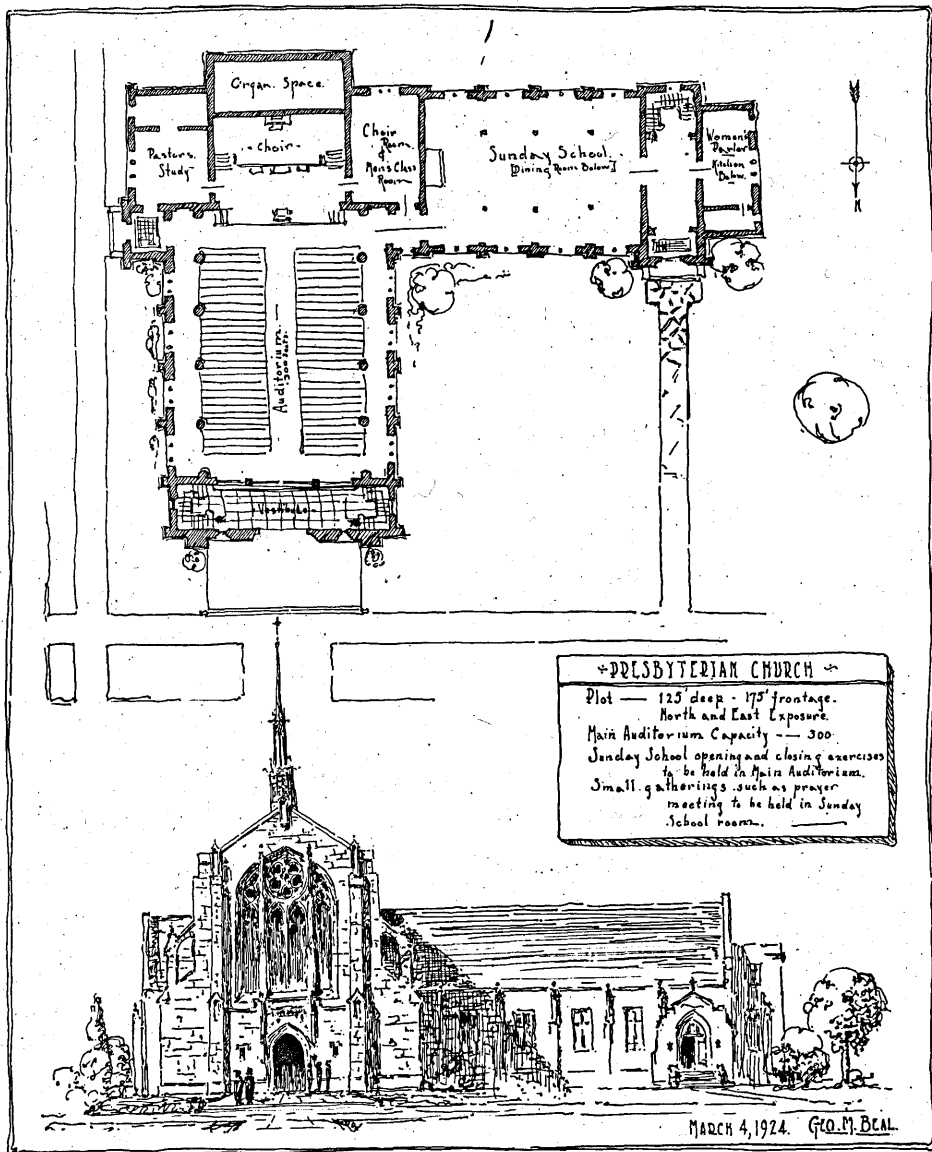 Organ. Space.
Choir
Pastors
Study
Choir
Room
&
Mens Class
Room
Sunday School
[Dining Room Below]
Women's
Parlor
Kitchen
Below.
N
Auditorium.
300 Seats
Vestibule
PRESBYTERIAN CHURCH
Plot — 125' deep - 175' frontage.
North and East Exposure.
Main Auditorium Capacity --— 300
Sunday School opening and closing exercises
to be held in Main Auditorium.
Small gatherings such as prayer
meeting to be held in Sunday
School room.
MARCH 4, 1924. GEO. M. BEAL.